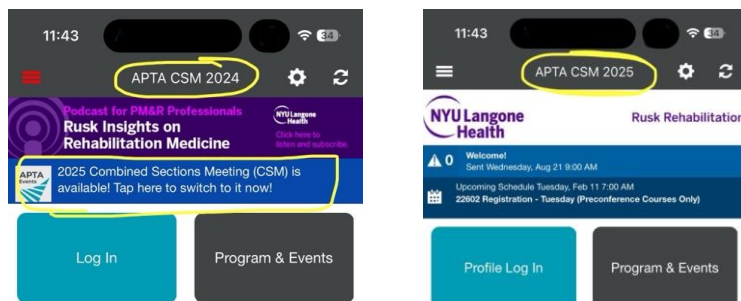 11:43
34
APTA CSM 2024
Podcast for PM&R Professionals
Rusk Insights on
Rehabilitation Medicine
NYU Langone
Health
Click here to
listen and subscribe.
APTA
Events
2025 Combined Sections Meeting (CSM) is
available! Tap here to switch to it now!
Log In
Program & Events
11:43
34
APTA CSM 2025
NYU Langone
Health
Rusk Rehabilitation
0
Welcome!
Sent Wednesday, Aug 21 9:00 AM
Upcoming Schedule Tuesday, Feb 11 7:00 AM
22602 Registration - Tuesday (Preconference Courses Only)
Profile Log In
Program & Events